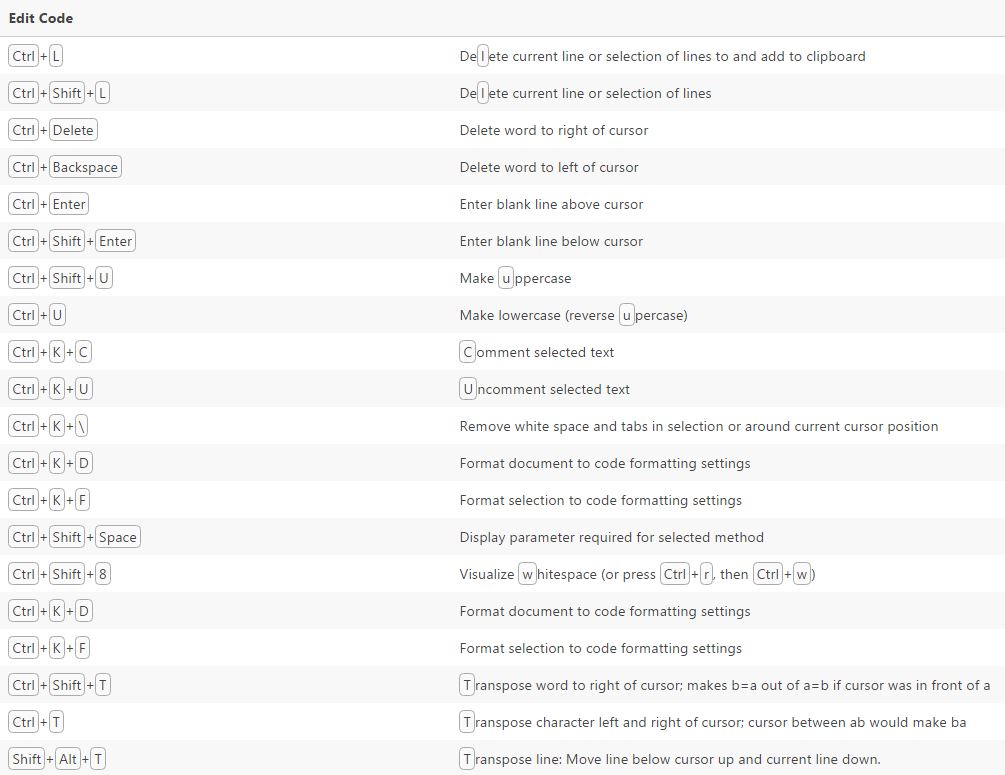 Edit Code
Ctrl+L Delete current line or selection of lines to and add to clipboard
Ctrl+Shift+L Delete current line or selection of lines
Ctrl+Delete Delete word to right of cursor
Ctrl+Backspace Delete word to left of cursor
Ctrl+Enter Enter blank line above cursor
Ctrl+Shift+Enter Enter blank line below cursor
Ctrl+Shift+U Make uppercase
Ctrl+U Make lowercase (reverse upercase)
Ctrl+K+C Comment selected text
Ctrl+K+U Uncomment selected text
Ctrl+K+\ Remove white space and tabs in selection or around current cursor position
Ctrl+K+D Format document to code formatting settings
Ctrl+K+F Format selection to code formatting settings
Ctrl+Shift+Space Display parameter required for selected method
Ctrl+Shift+8 Visualize whitespace (or press Ctrl+r, then Ctrl+w)
Ctrl+K+D Format document to code formatting settings
Ctrl+K+F Format selection to code formatting settings
Ctrl+Shift+T Transpose word to right of cursor; makes b=a out of a=b if cursor was in front of a
Ctrl+T Transpose character left and right of cursor; cursor between ab would make ba
Shift+Alt+T Transpose line: Move line below cursor up and current line down.